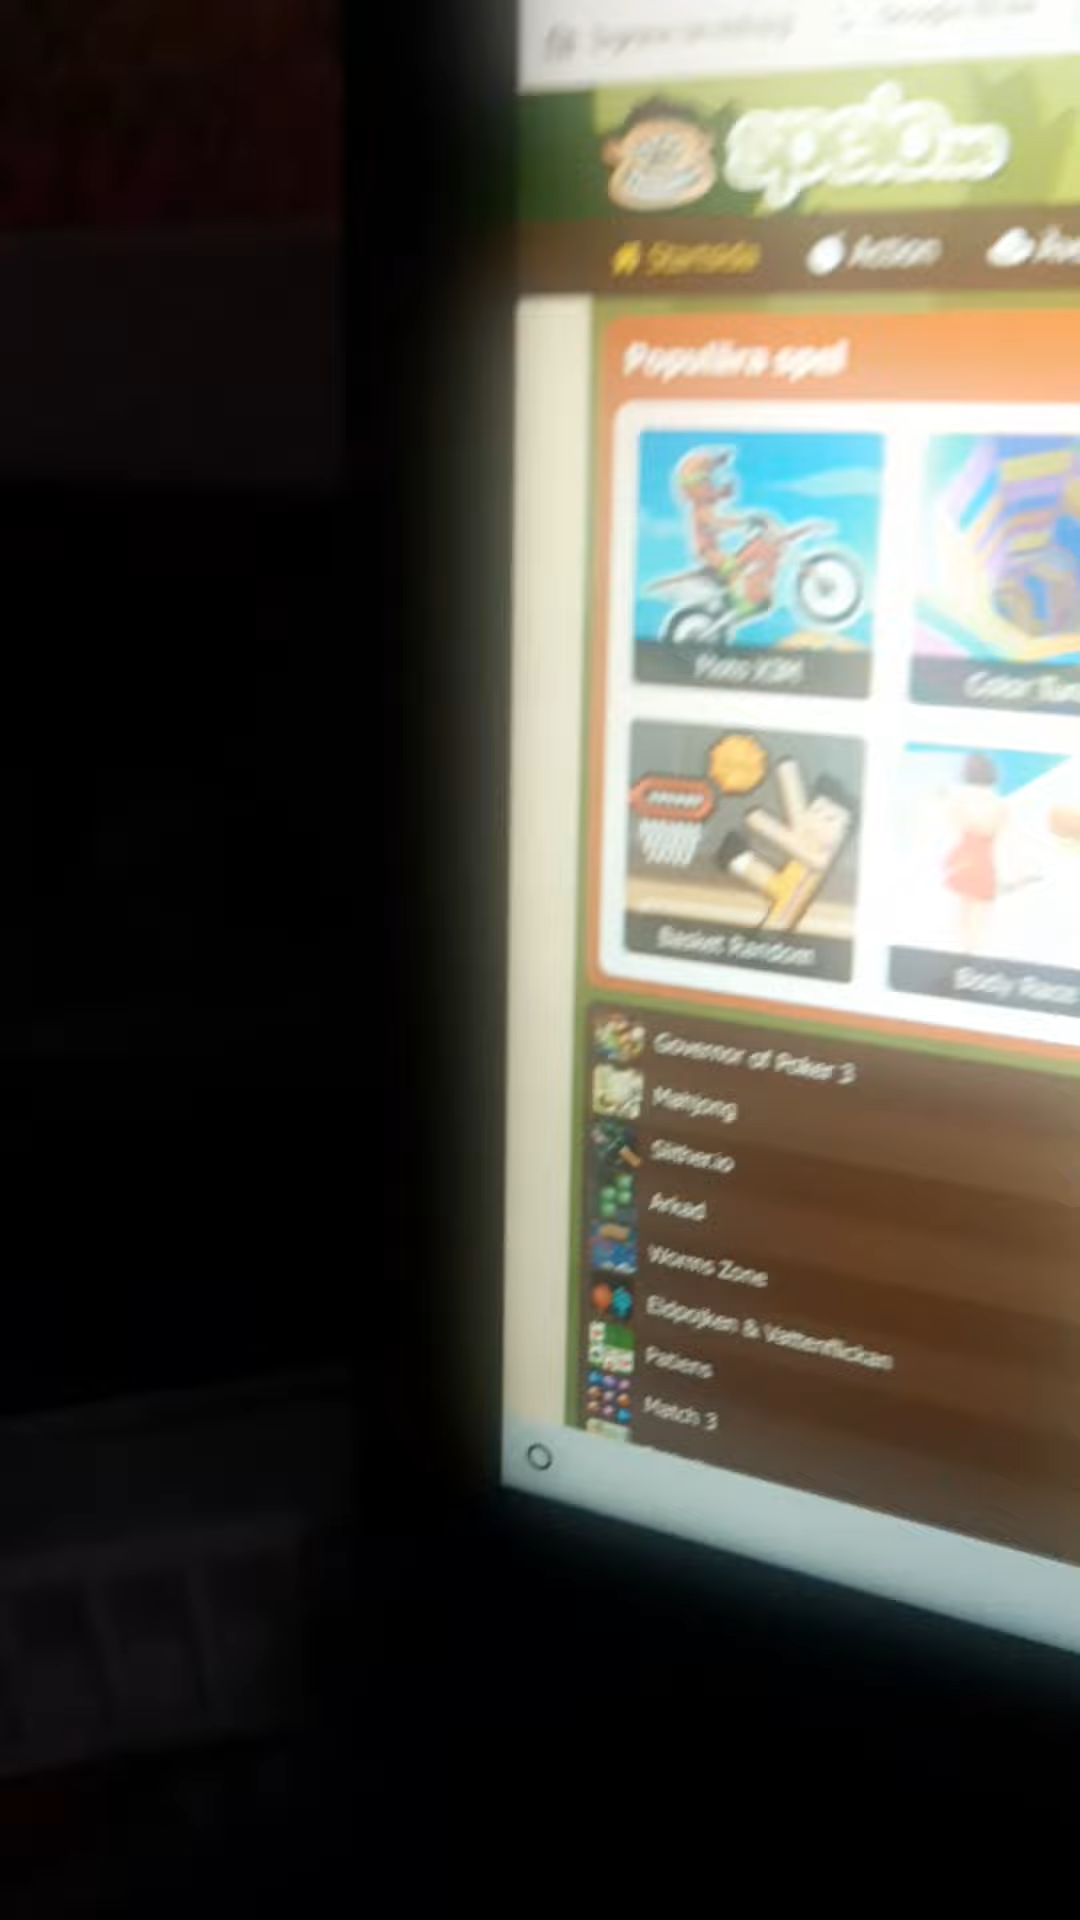 Startsida Action
Populära spel
Moto X3M
Color
Basket Random
Body Race
Governor of Poker 3
Mahjong
Slither.io
Arkad
Worms Zone
Eldpojken & Vattenflickan
Patiens
Match 3